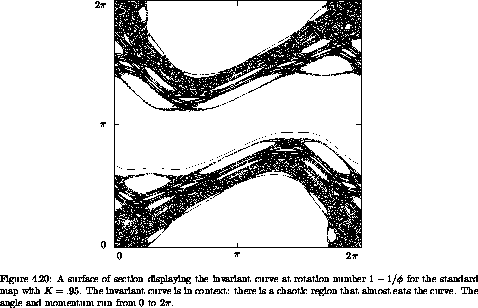 2π
π
0
0
π
2π
Figure 4.20: A surface of section displaying the invariant curve at rotation number 1 − 1/ϕ for the standard
map with K = .95. The invariant curve is in context: there is a chaotic region that almost eats the curve. The
angle and momentum run from 0 to 2π.